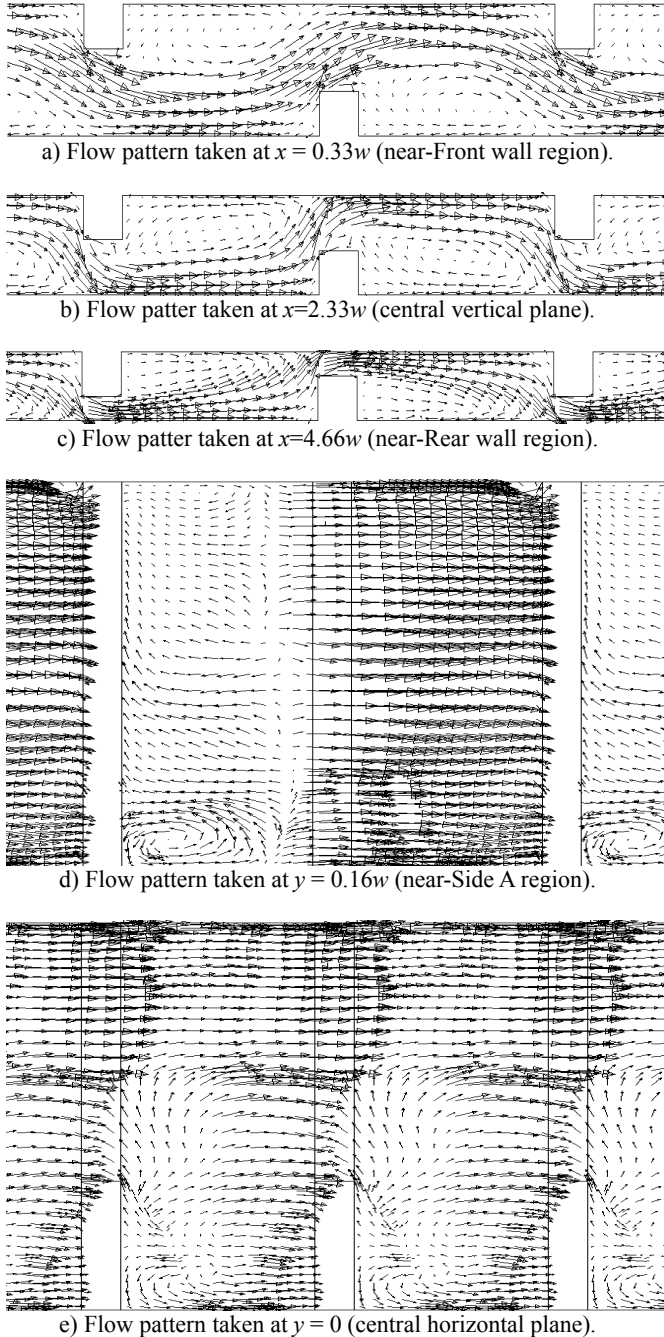 a) Flow pattern taken at x = 0.33w (near-Front wall region).
b) Flow patter taken at x=2.33w (central vertical plane).
c) Flow patter taken at x=4.66w (near-Rear wall region).
d) Flow pattern taken at y = 0.16w (near-Side A region).
e) Flow pattern taken at y = 0 (central horizontal plane).